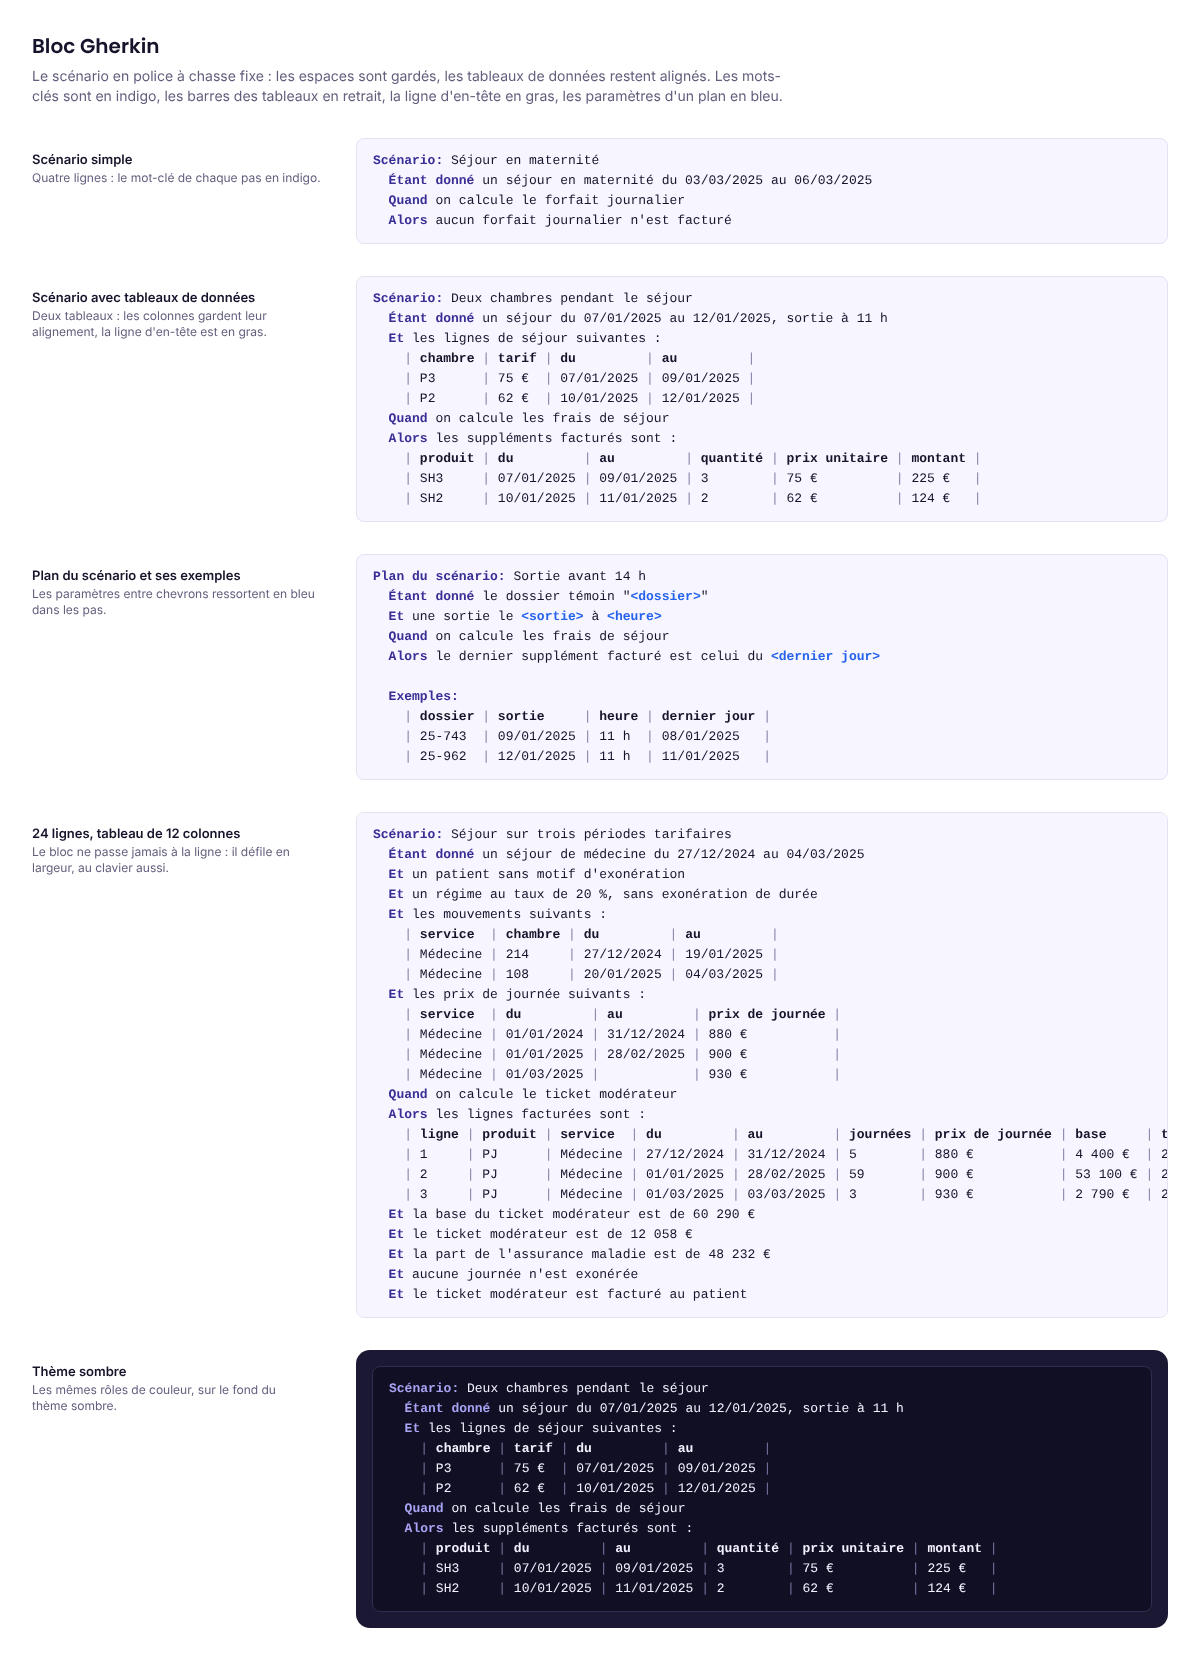 Bloc Gherkin
Le scénario en police à chasse fixe : les espaces sont gardés, les tableaux de données restent alignés. Les mots-
clés sont en indigo, les barres des tableaux en retrait, la ligne d'en-tête en gras, les paramètres d'un plan en bleu.
Scénario simple
Quatre lignes : le mot-clé de chaque pas en indigo.
Scénario: Séjour en maternité
  Étant donné un séjour en maternité du 03/03/2025 au 06/03/2025
  Quand on calcule le forfait journalier
  Alors aucun forfait journalier n'est facturé
Scénario avec tableaux de données
Deux tableaux : les colonnes gardent leur
alignement, la ligne d'en-tête est en gras.
Scénario: Deux chambres pendant le séjour
  Étant donné un séjour du 07/01/2025 au 12/01/2025, sortie à 11 h
  Et les lignes de séjour suivantes :
    | chambre | tarif | du         | au         |
    | P3      | 75 €  | 07/01/2025 | 09/01/2025 |
    | P2      | 62 €  | 10/01/2025 | 12/01/2025 |
  Quand on calcule les frais de séjour
  Alors les suppléments facturés sont :
    | produit | du         | au         | quantité | prix unitaire | montant |
    | SH3     | 07/01/2025 | 09/01/2025 | 3        | 75 €          | 225 €   |
    | SH2     | 10/01/2025 | 11/01/2025 | 2        | 62 €          | 124 €   |
Plan du scénario et ses exemples
Les paramètres entre chevrons ressortent en bleu
dans les pas.
Plan du scénario: Sortie avant 14 h
  Étant donné le dossier témoin "<dossier>"
  Et une sortie le <sortie> à <heure>
  Quand on calcule les frais de séjour
  Alors le dernier supplément facturé est celui du <dernier jour>
  Exemples:
    | dossier | sortie     | heure | dernier jour |
    | 25-743  | 09/01/2025 | 11 h  | 08/01/2025   |
    | 25-962  | 12/01/2025 | 11 h  | 11/01/2025   |
24 lignes, tableau de 12 colonnes
Le bloc ne passe jamais à la ligne : il défile en
largeur, au clavier aussi.
Scénario: Séjour sur trois périodes tarifaires
  Étant donné un séjour de médecine du 27/12/2024 au 04/03/2025
  Et un patient sans motif d'exonération
  Et un régime au taux de 20 %, sans exonération de durée
  Et les mouvements suivants :
    | service  | chambre | du         | au         |
    | Médecine | 214     | 27/12/2024 | 19/01/2025 |
    | Médecine | 108     | 20/01/2025 | 04/03/2025 |
  Et les prix de journée suivants :
    | service  | du         | au         | prix de journée |
    | Médecine | 01/01/2024 | 31/12/2024 | 880 €           |
    | Médecine | 01/01/2025 | 28/02/2025 | 900 €           |
    | Médecine | 01/03/2025 |            | 930 €           |
  Quand on calcule le ticket modérateur
  Alors les lignes facturées sont :
    | ligne | produit | service  | du         | au         | journées | prix de journée | base     |
    | 1     | PJ      | Médecine | 27/12/2024 | 31/12/2024 | 5        | 880 €           | 4 400 €  |
    | 2     | PJ      | Médecine | 01/01/2025 | 28/02/2025 | 59       | 900 €           | 53 100 € |
    | 3     | PJ      | Médecine | 01/03/2025 | 03/03/2025 | 3        | 930 €           | 2 790 €  |
  Et la base du ticket modérateur est de 60 290 €
  Et le ticket modérateur est de 12 058 €
  Et la part de l'assurance maladie est de 48 232 €
  Et aucune journée n'est exonérée
  Et le ticket modérateur est facturé au patient
Thème sombre
Les mêmes rôles de couleur, sur le fond du
thème sombre.
Scénario: Deux chambres pendant le séjour
  Étant donné un séjour du 07/01/2025 au 12/01/2025, sortie à 11 h
  Et les lignes de séjour suivantes :
    | chambre | tarif | du         | au         |
    | P3      | 75 €  | 07/01/2025 | 09/01/2025 |
    | P2      | 62 €  | 10/01/2025 | 12/01/2025 |
  Quand on calcule les frais de séjour
  Alors les suppléments facturés sont :
    | produit | du         | au         | quantité | prix unitaire | montant |
    | SH3     | 07/01/2025 | 09/01/2025 | 3        | 75 €          | 225 €   |
    | SH2     | 10/01/2025 | 11/01/2025 | 2        | 62 €          | 124 €   |